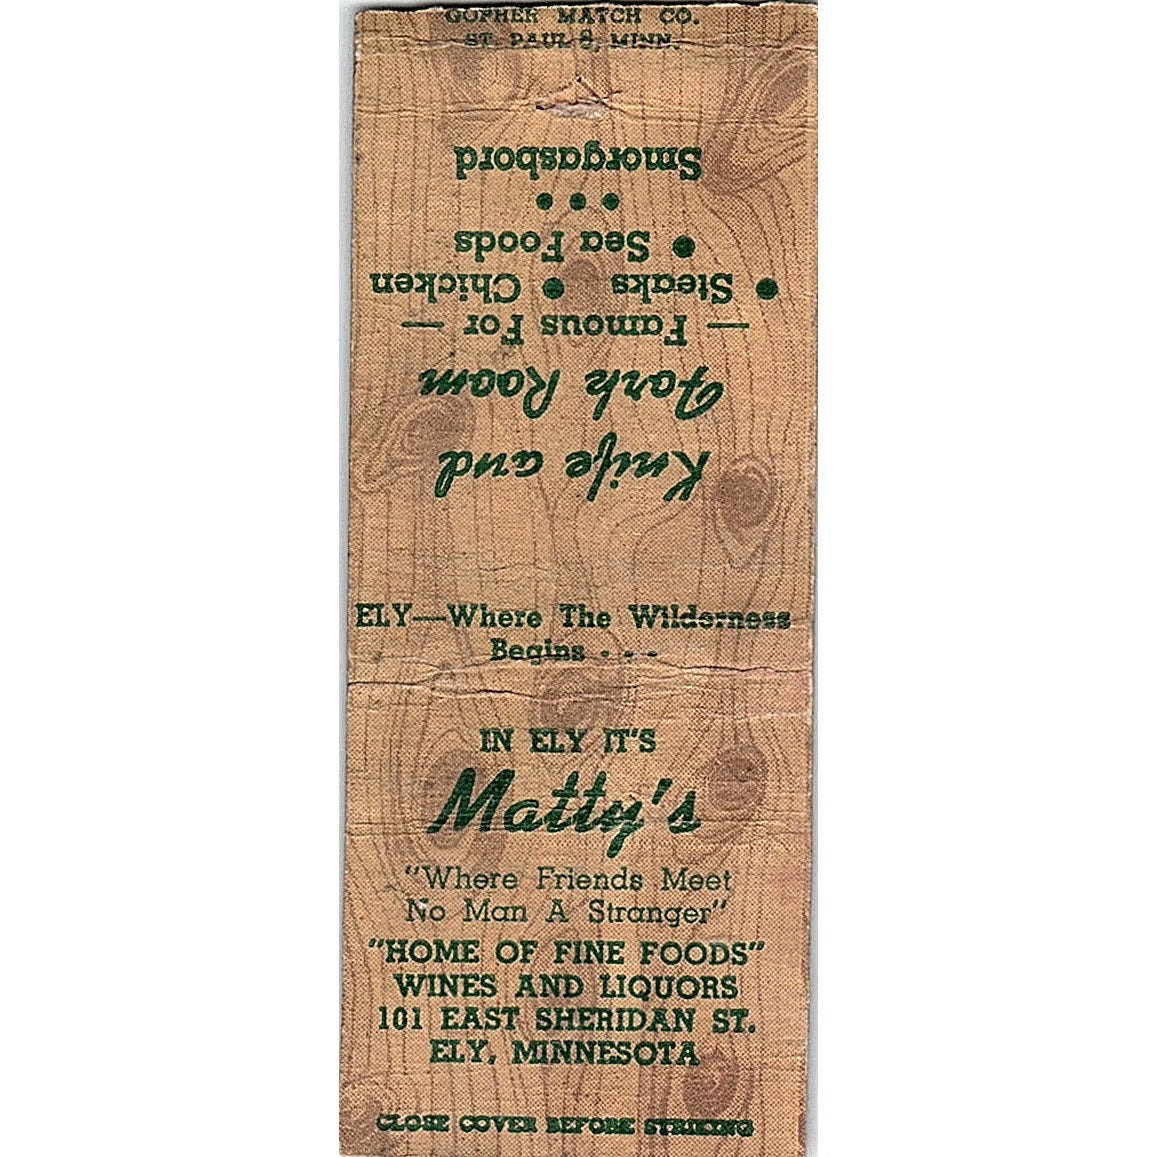 GOPHER MATCH CO.
ST. PAUL 8, MINN.
Knife and
Fork Room
— Famous For —
• Steaks • Chicken
• Sea Foods
• • •
Smorgasbord
ELY—Where The Wilderness
Begins - - -
IN ELY IT'S
Matty's
"Where Friends Meet
No Man A Stranger"
"HOME OF FINE FOODS"
WINES AND LIQUORS
101 EAST SHERIDAN ST.
ELY, MINNESOTA
CLOSE COVER BEFORE STRIKING